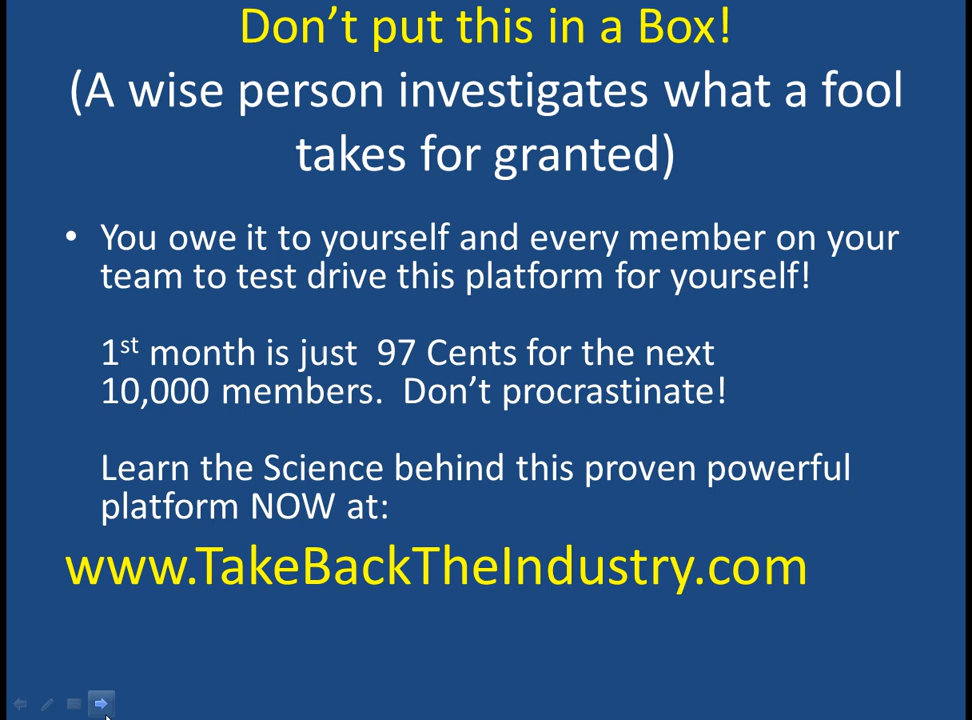 Don’t put this in a Box!
(A wise person investigates what a fool
takes for granted)
• You owe it to yourself and every member on your
team to test drive this platform for yourself!
1st month is just  97 Cents for the next
10,000 members.  Don’t procrastinate!
Learn the Science behind this proven powerful
platform NOW at:
www.TakeBackTheIndustry.com